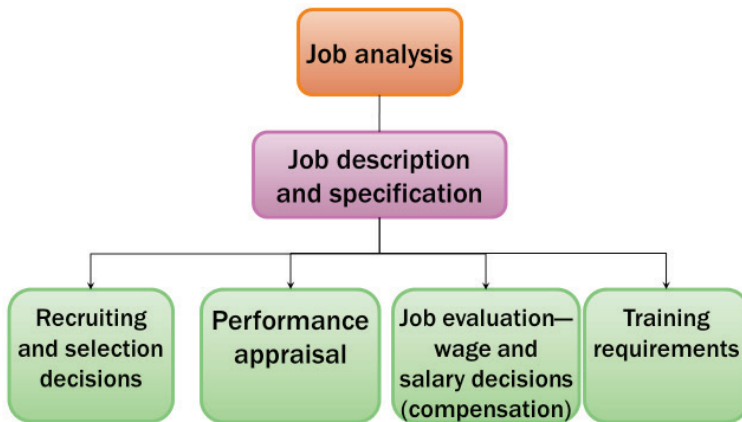 Job analysis
Job description
and specification
Recruiting
and selection
decisions
Performance
appraisal
Job evaluation—
wage and
salary decisions
(compensation)
Training
requirements